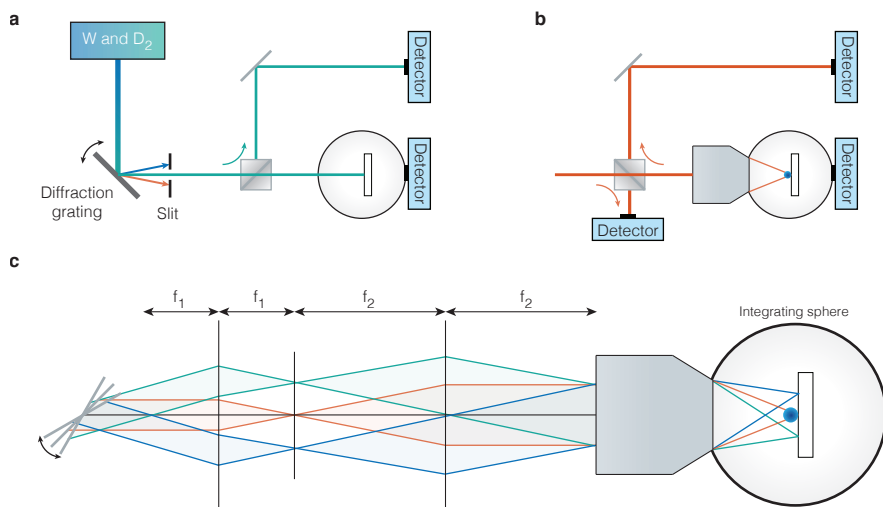 a
W and D₂
Diffraction
grating
Slit
Detector
Detector
b
Detector
Detector
Detector
c
f₁
f₁
f₂
f₂
Integrating sphere